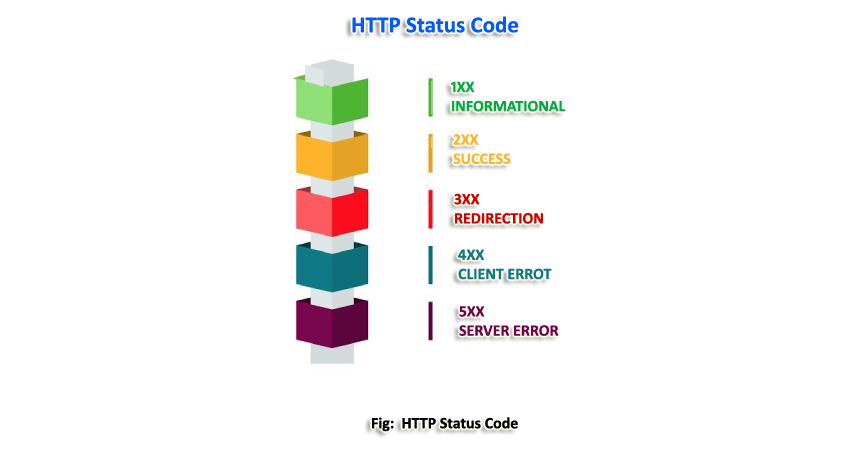 HTTP Status Code
1XX
INFORMATIONAL
2XX
SUCCESS
3XX
REDIRECTION
4XX
CLIENT ERROT
5XX
SERVER ERROR
Fig: HTTP Status Code